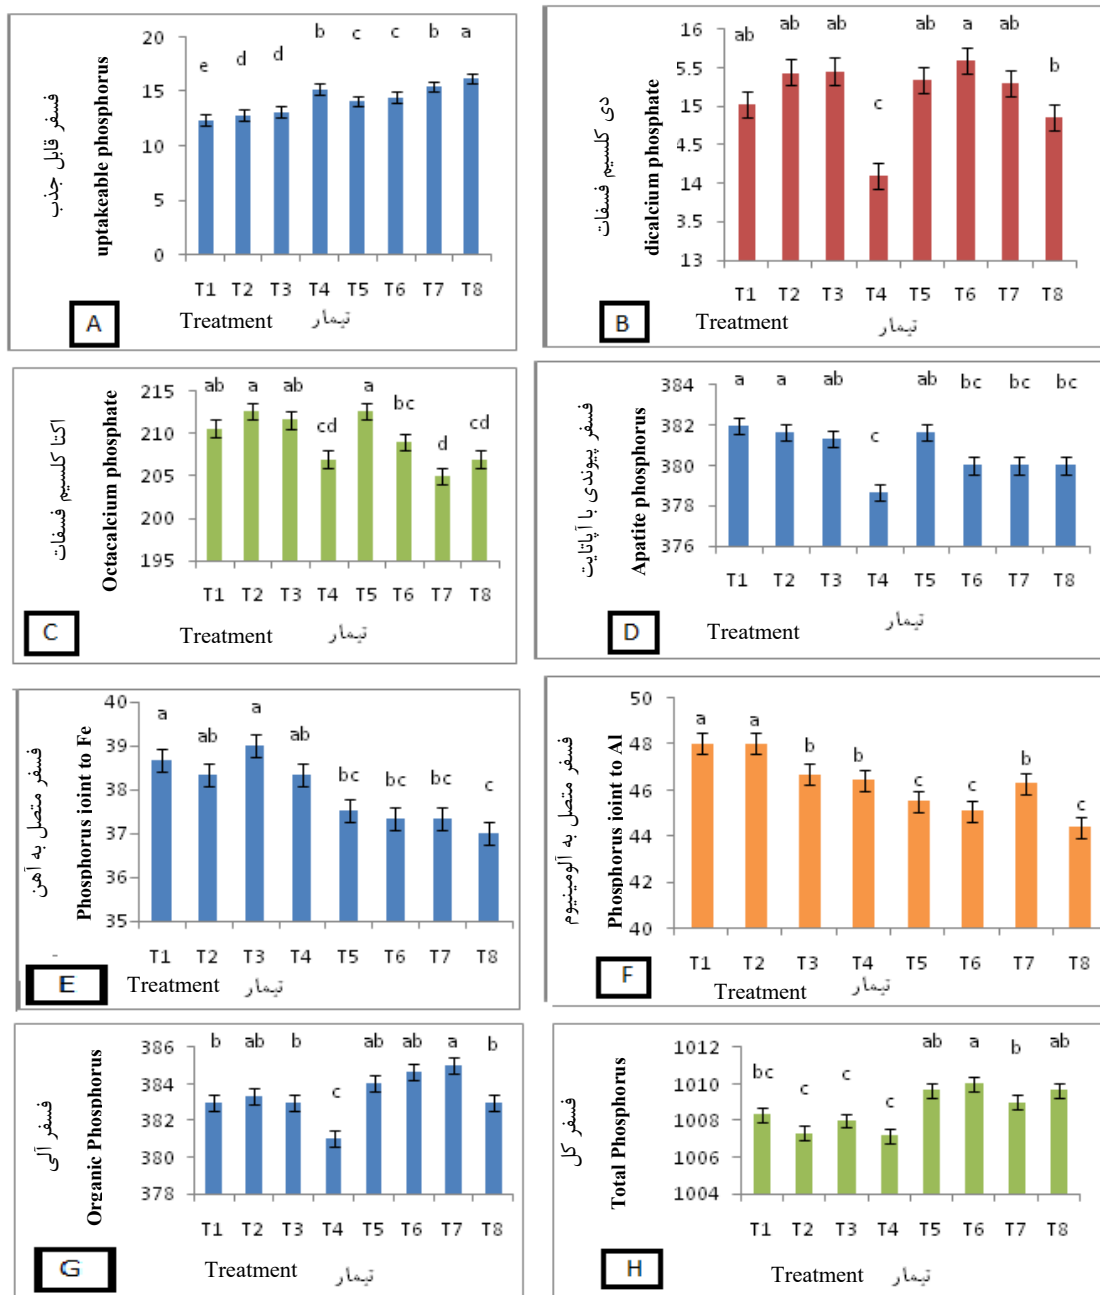 فسفر قابل جذب
uptakeable phosphorus
20
15
10
5
0
e d d b c c b a
T1 T2 T3 T4 T5 T6 T7 T8
A
Treatment تیمار
دی کلسیم فسفات
dicalcium phosphate
16
5.5
15
4.5
14
3.5
13
ab ab ab c ab a ab b
T1 T2 T3 T4 T5 T6 T7 T8
B
Treatment تیمار
اکتا کلسیم فسفات
Octacalcium phosphate
215
210
205
200
195
ab a ab cd a bc d cd
T1 T2 T3 T4 T5 T6 T7 T8
C
Treatment تیمار
فسفر پیوندی با آپاتایت
Apatite phosphorus
384
382
380
378
376
a a ab c ab bc bc bc
T1 T2 T3 T4 T5 T6 T7 T8
D
Treatment تیمار
فسفر متصل به آهن
Phosphorus joint to Fe
40
39
38
37
36
35
a ab a ab bc bc bc c
T1 T2 T3 T4 T5 T6 T7 T8
E
Treatment تیمار
فسفر متصل به آلومینیوم
Phosphorus joint to Al
50
48
46
44
42
40
a a b b c c b c
T1 T2 T3 T4 T5 T6 T7 T8
F
Treatment تیمار
فسفر آلی
Organic Phosphorus
386
384
382
380
378
b ab b c ab ab a b
T1 T2 T3 T4 T5 T6 T7 T8
G
Treatment تیمار
فسفر کل
Total Phosphorus
1012
1010
1008
1006
1004
bc c c c ab a b ab
T1 T2 T3 T4 T5 T6 T7 T8
H
Treatment تیمار